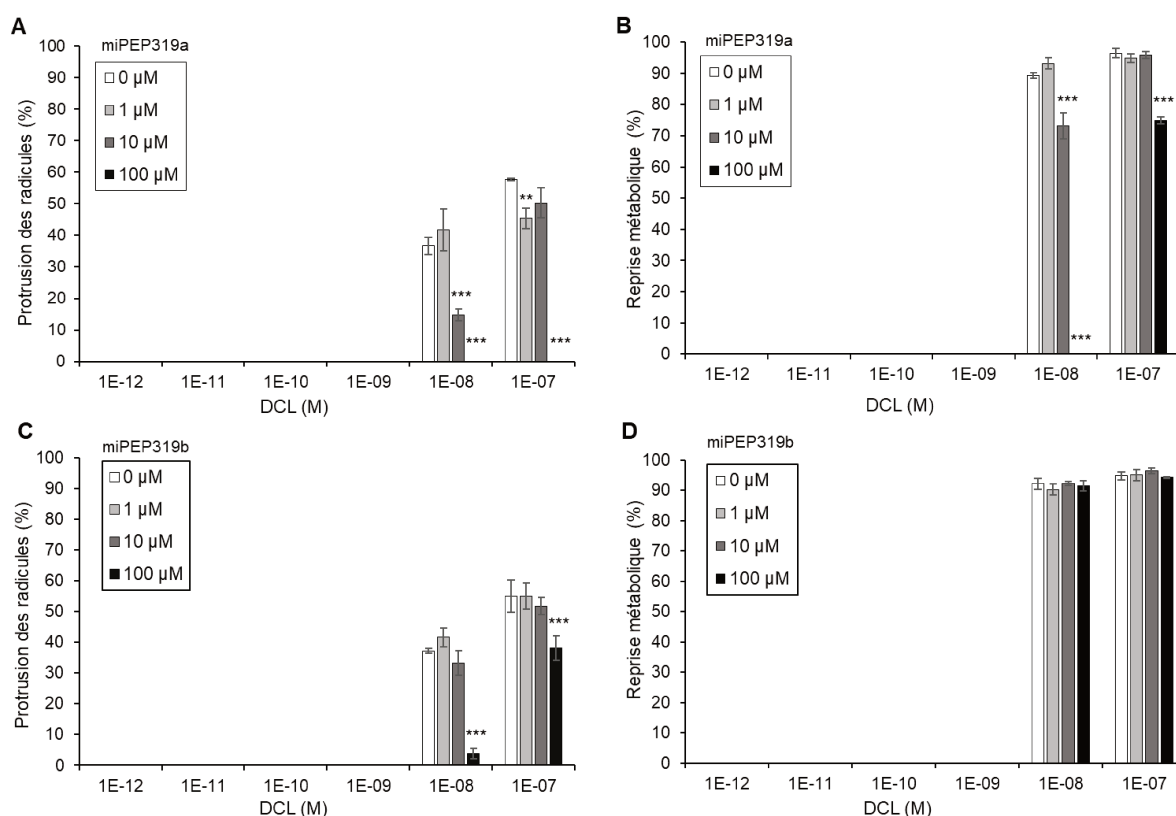 A
miPEP319a
0 µM
1 µM
10 µM
100 µM
Protrusion des radicules (%)
100
90
80
70
60
50
40
30
20
10
0
***
***
**
***
1E-12 1E-11 1E-10 1E-09 1E-08 1E-07
DCL (M)
B
miPEP319a
0 µM
1 µM
10 µM
100 µM
Reprise métabolique (%)
100
90
80
70
60
50
40
30
20
10
0
***
***
***
1E-12 1E-11 1E-10 1E-09 1E-08 1E-07
DCL (M)
C
miPEP319b
0 µM
1 µM
10 µM
100 µM
Protrusion des radicules (%)
100
90
80
70
60
50
40
30
20
10
0
***
***
1E-12 1E-11 1E-10 1E-09 1E-08 1E-07
DCL (M)
D
miPEP319b
0 µM
1 µM
10 µM
100 µM
Reprise métabolique (%)
100
90
80
70
60
50
40
30
20
10
0
1E-12 1E-11 1E-10 1E-09 1E-08 1E-07
DCL (M)